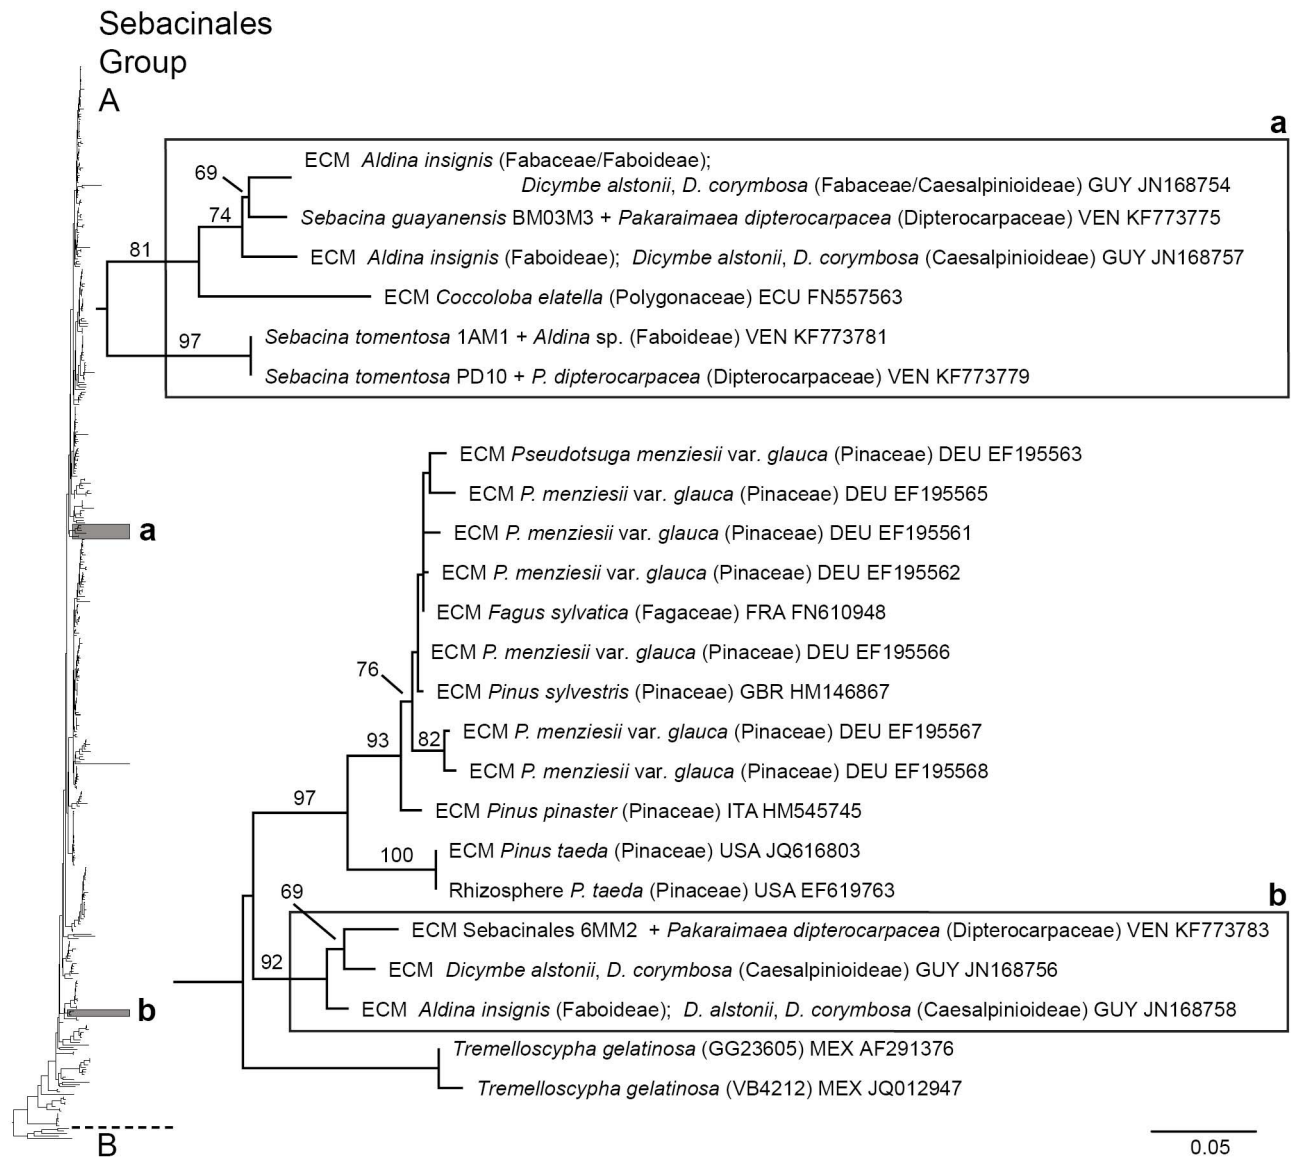 Sebacinales
Group
A
a
ECM Aldina insignis (Fabaceae/Faboideae);
69
Dicymbe alstonii, D. corymbosa (Fabaceae/Caesalpinioideae) GUY JN168754
74
Sebacina guayanensis BM03M3 + Pakaraimaea dipterocarpacea (Dipterocarpaceae) VEN KF773775
81
ECM Aldina insignis (Faboideae); Dicymbe alstonii, D. corymbosa (Caesalpinioideae) GUY JN168757
ECM Coccoloba elatella (Polygonaceae) ECU FN557563
97
Sebacina tomentosa 1AM1 + Aldina sp. (Faboideae) VEN KF773781
Sebacina tomentosa PD10 + P. dipterocarpacea (Dipterocarpaceae) VEN KF773779
ECM Pseudotsuga menziesii var. glauca (Pinaceae) DEU EF195563
ECM P. menziesii var. glauca (Pinaceae) DEU EF195565
a
ECM P. menziesii var. glauca (Pinaceae) DEU EF195561
ECM P. menziesii var. glauca (Pinaceae) DEU EF195562
ECM Fagus sylvatica (Fagaceae) FRA FN610948
ECM P. menziesii var. glauca (Pinaceae) DEU EF195566
76
ECM Pinus sylvestris (Pinaceae) GBR HM146867
93
82
ECM P. menziesii var. glauca (Pinaceae) DEU EF195567
ECM P. menziesii var. glauca (Pinaceae) DEU EF195568
97
ECM Pinus pinaster (Pinaceae) ITA HM545745
100
ECM Pinus taeda (Pinaceae) USA JQ616803
Rhizosphere P. taeda (Pinaceae) USA EF619763
69
b
ECM Sebacinales 6MM2 + Pakaraimaea dipterocarpacea (Dipterocarpaceae) VEN KF773783
92
ECM Dicymbe alstonii, D. corymbosa (Caesalpinioideae) GUY JN168756
b
ECM Aldina insignis (Faboideae); D. alstonii, D. corymbosa (Caesalpinioideae) GUY JN168758
Tremelloscypha gelatinosa (GG23605) MEX AF291376
Tremelloscypha gelatinosa (VB4212) MEX JQ012947
B
0.05